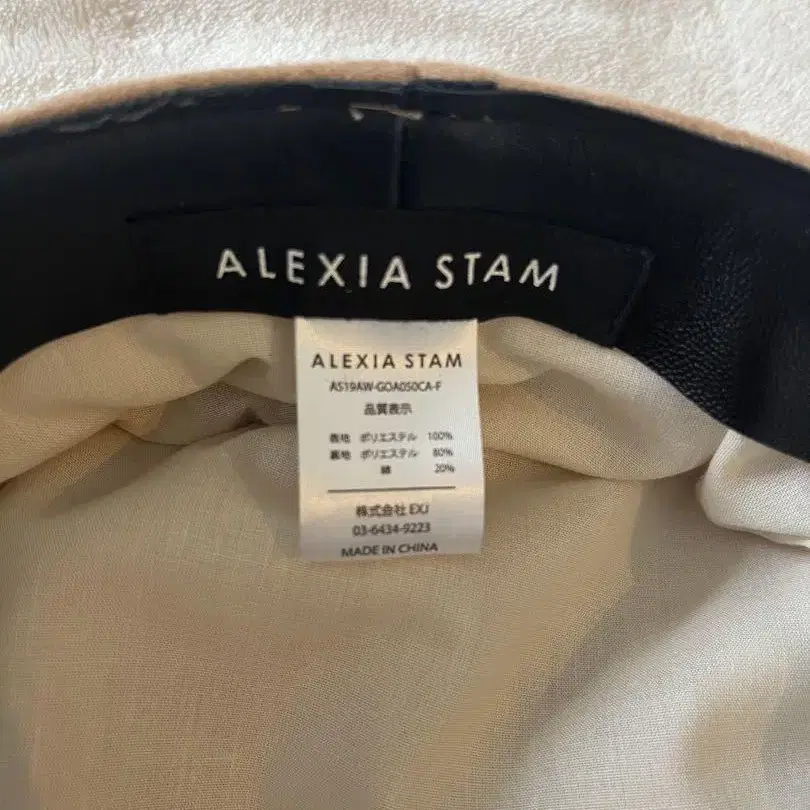 ALEXIA STAM
ALEXIA STAM
AS19AW-GOA050CA-F
品質表示
表地 ポリエステル 100%
裏地 ポリエステル 80%
綿 20%
株式会社 EXJ
03-6434-9223
MADE IN CHINA